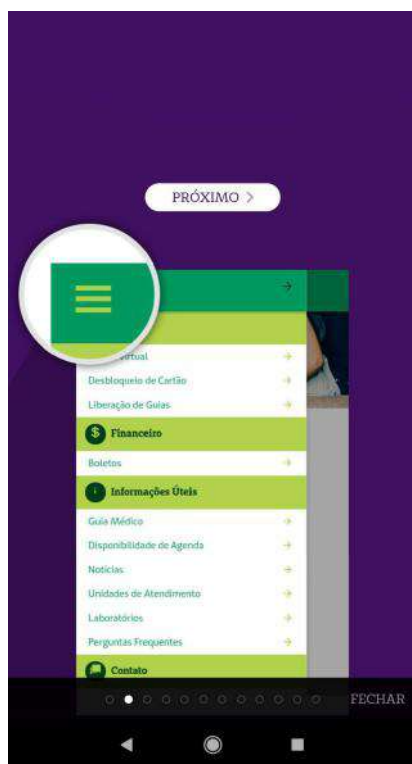 PRÓXIMO >
Desbloqueio de Cartão
Liberação de Guias
$ Financeiro
Boletos
Informações Úteis
Guia Médico
Disponibilidade de Agenda
Notícias
Unidades de Atendimento
Laboratórios
Perguntas Frequentes
Contato
FECHAR